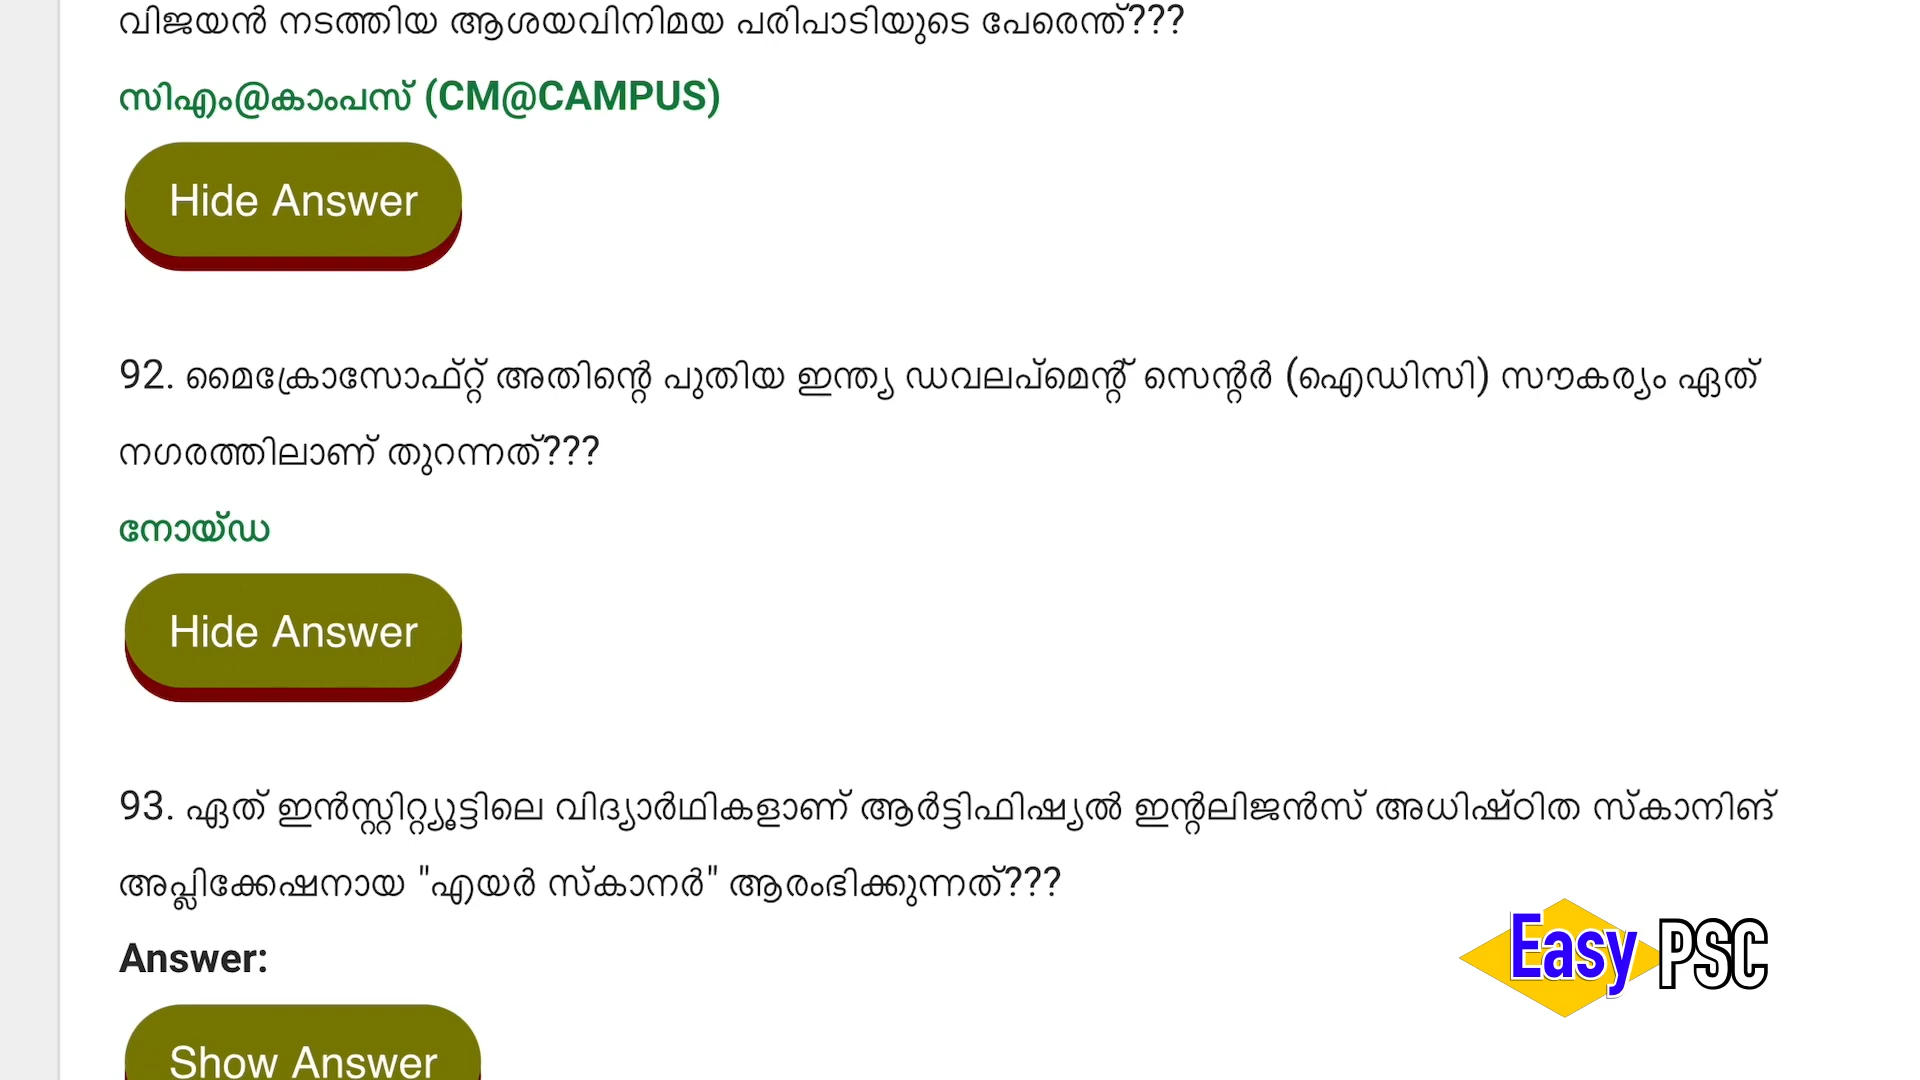 വിജയൻ നടത്തിയ ആശയവിനിമയ പരിപാടിയുടെ പേരെന്ത്???
സിഎം@കാംപസ് (CM@CAMPUS)
Hide Answer
92. മൈക്രോസോഫ്റ്റ് അതിന്റെ പുതിയ ഇന്ത്യ ഡവലപ്മെന്റ് സെന്റർ (ഐഡിസി) സൗകര്യം ഏത്
നഗരത്തിലാണ് തുറന്നത്???
നോയ്ഡ
Hide Answer
93. ഏത് ഇൻസ്റ്റിറ്റ്യൂട്ടിലെ വിദ്യാർഥികളാണ് ആർട്ടിഫിഷ്യൽ ഇന്റലിജൻസ് അധിഷ്ഠിത സ്കാനിങ്
അപ്ലിക്കേഷനായ "എയർ സ്കാനർ" ആരംഭിക്കുന്നത്???
Answer:
Easy PSC
Show Answer